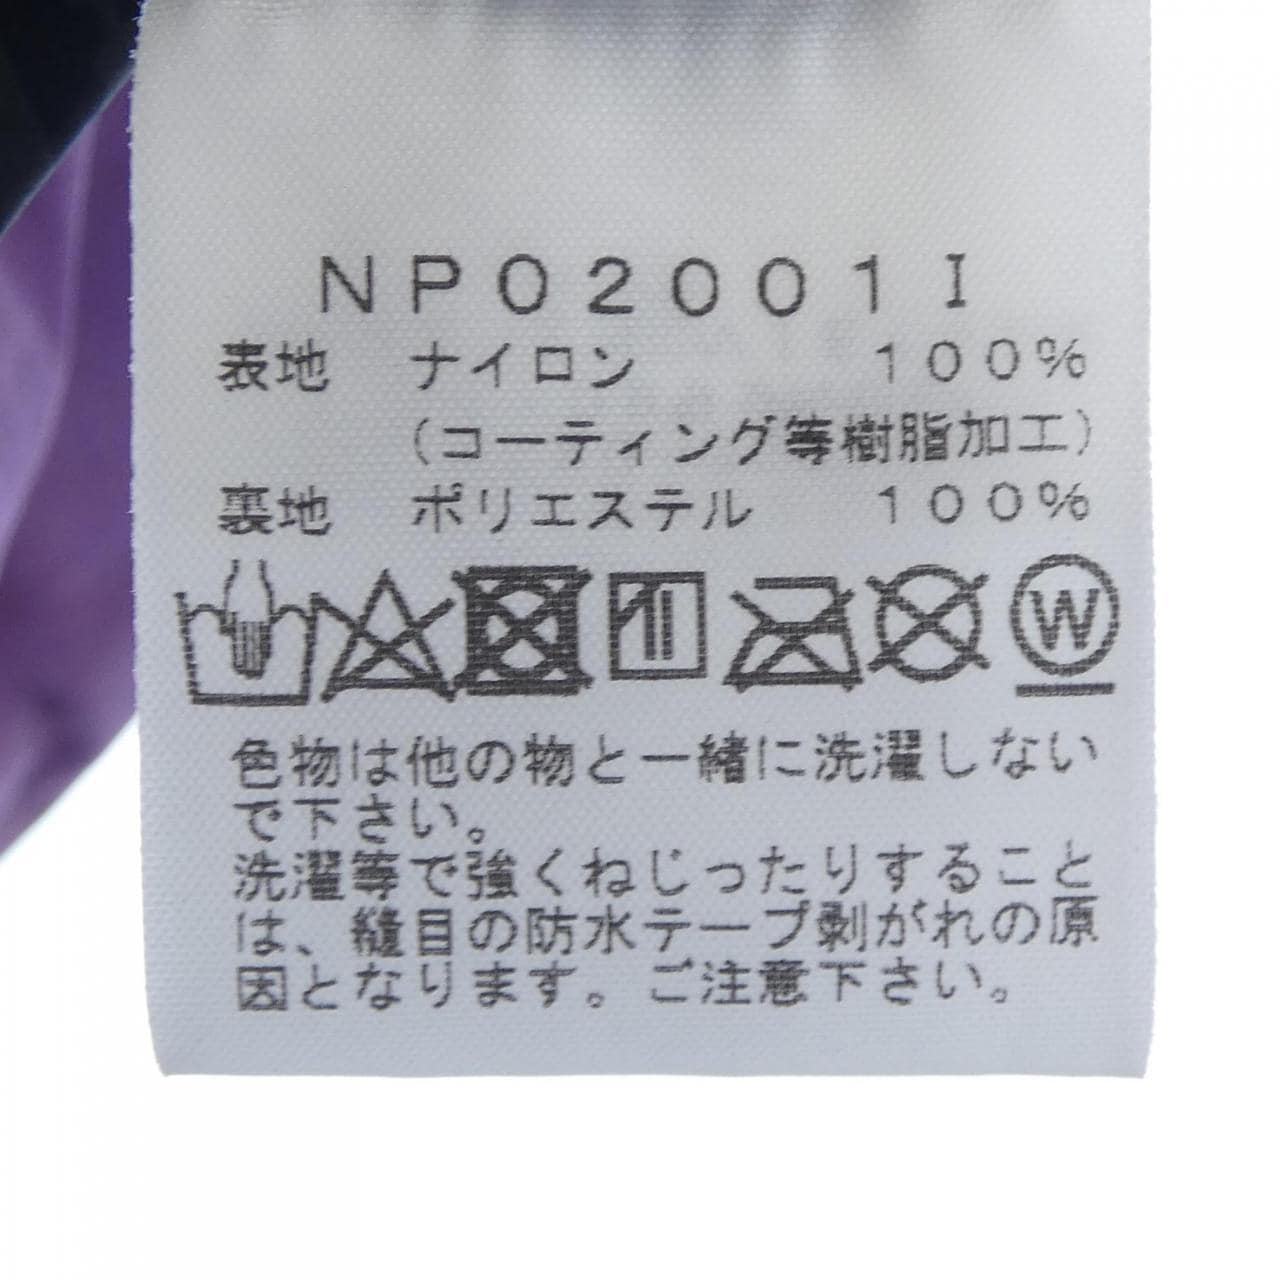 NP02001I
表地 ナイロン 100%
(コーティング等樹脂加工)
裏地 ポリエステル 100%
W
色物は他の物と一緒に洗濯しない
で下さい。
洗濯等で強くねじったりすること
は、縫目の防水テープ剥がれの原
因となります。ご注意下さい。